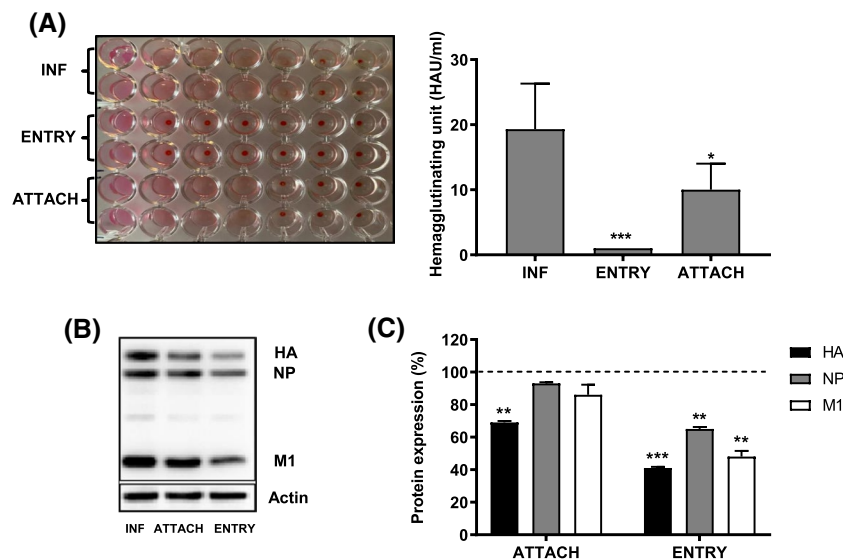 (A)
INF
ENTRY
ATTACH
Hemagglutinating unit (HAU/ml)
30
20
10
0
***
*
INF ENTRY ATTACH
(B)
HA
NP
M1
Actin
INF ATTACH ENTRY
(C)
Protein expression (%)
120
100
80
60
40
20
0
**
***
**
**
ATTACH ENTRY
HA
NP
M1